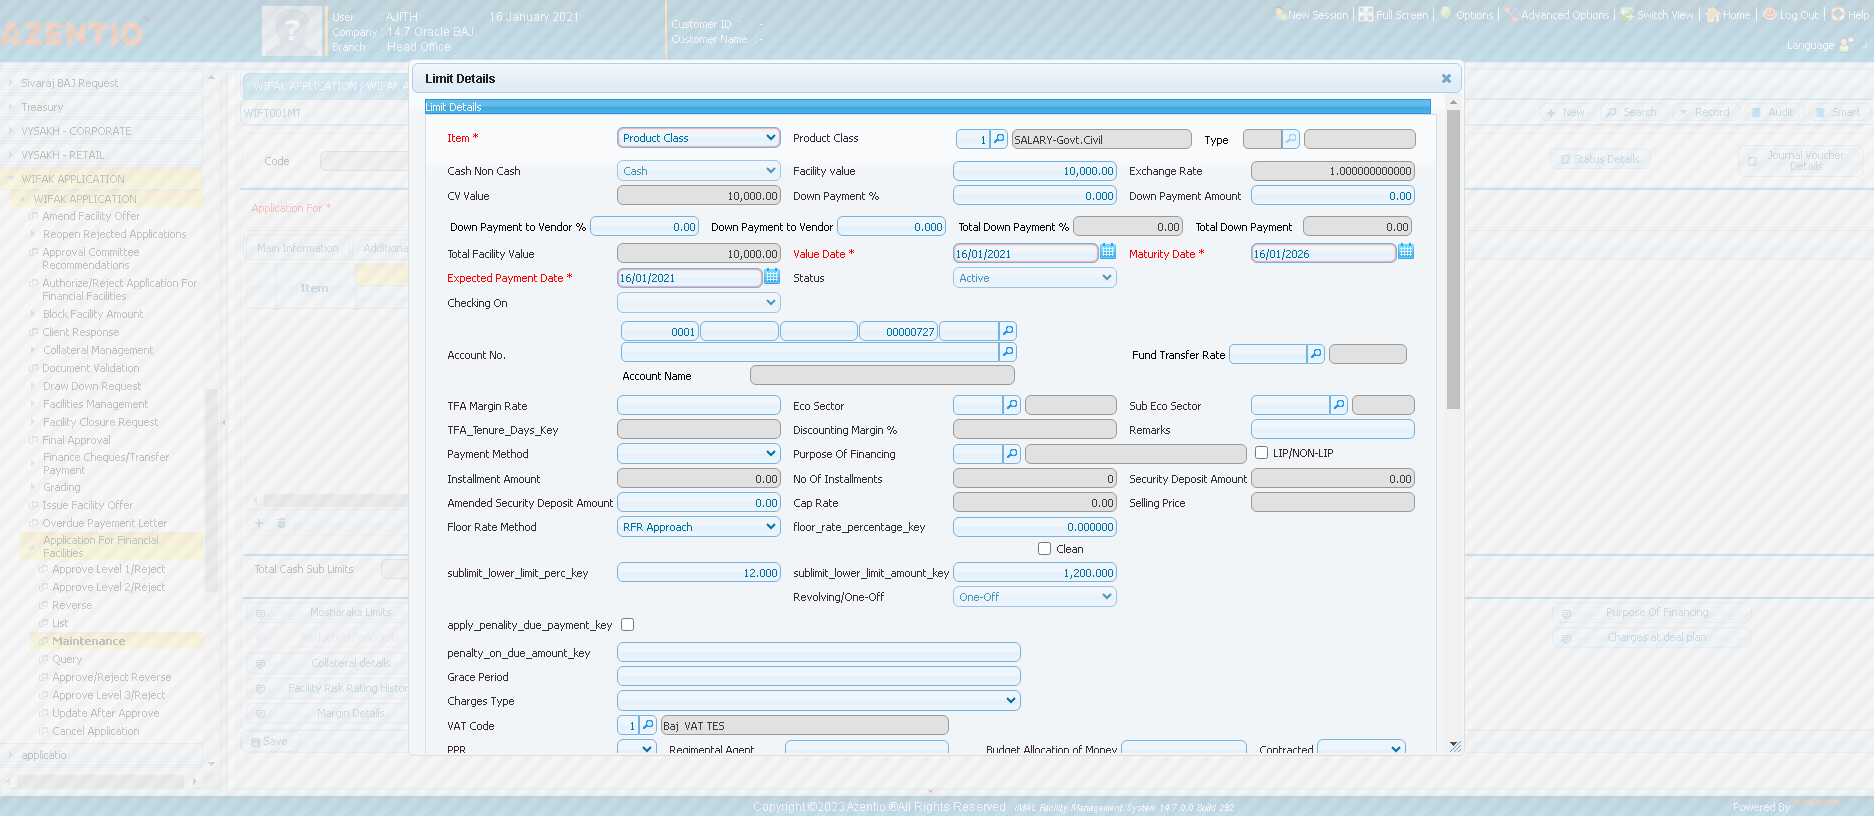 AZENTIO
User : AJITH 16 January 2021
Company : 14.7 Oracle BAJ
Branch : Head Office
Customer ID : -
Customer Name : -
New Session Full Screen Options Advanced Options Switch View Home Log Out Help
Language
Sivaraj BAJ Request
Treasury
VYSAKH - CORPORATE
VYSAKH - RETAIL
WIFAK APPLICATION
WIFAK APPLICATION
Amend Facility Offer
Reopen Rejected Applications
Approval Committee
Recommendations
Authorize/Reject Application For
Financial Facilities
Block Facility Amount
Client Response
Collateral Management
Document Validation
Draw Down Request
Facilities Management
Facility Closure Request
Final Approval
Finance Cheques/Transfer
Payment
Grading
Issue Facility Offer
Overdue Payment Letter
Application For Financial
Facilities
Approve Level 1/Reject
Approve Level 2/Reject
Reverse
List
Maintenance
Query
Approve/Reject Reverse
Approve Level 3/Reject
Update After Approve
Cancel Application
applicatio
WIFAK APPLICATION / WIFAK A
WIFT001MT
Code
Application For *
Main Information Additiona
Item
Total Cash Sub Limits
Mosharaka Limits
Collateral details
Facility Risk Rating Histor
Margin Details
Save
New Search Record Audit Smart
Status Details
Journal Voucher
Details
Purpose Of Financing
Charges at deal plan
Limit Details
Limit Details
Item * Product Class Product Class 1 SALARY-Govt.Civil Type
Cash Non Cash Cash Facility value 10,000.00 Exchange Rate 1.000000000000
CV Value 10,000.00 Down Payment % 0.000 Down Payment Amount 0.00
Down Payment to Vendor % 0.00 Down Payment to Vendor 0.000 Total Down Payment % 0.00 Total Down Payment 0.00
Total Facility Value 10,000.00 Value Date * 16/01/2021 Maturity Date * 16/01/2026
Expected Payment Date * 16/01/2021 Status Active
Checking On
0001 00000727
Account No. Fund Transfer Rate
Account Name
TFA Margin Rate Eco Sector Sub Eco Sector
TFA_Tenure_Days_Key Discounting Margin % Remarks
Payment Method Purpose Of Financing LIP/NON-LIP
Installment Amount 0.00 No Of Installments 0 Security Deposit Amount 0.00
Amended Security Deposit Amount 0.00 Cap Rate 0.00 Selling Price
Floor Rate Method RFR Approach floor_rate_percentage_key 0.000000
Clean
sublimit_lower_limit_perc_key 12.000 sublimit_lower_limit_amount_key 1,200.000
Revolving/One-Off One-Off
apply_penality_due_payment_key
penalty_on_due_amount_key
Grace Period
Charges Type
VAT Code 1 Baj VAT TES
PPR Regimental Agent Budget Allocation of Money Contracted
Copyright ©2023 Azentio ®All Rights Reserved iMAL Facility Management System 14.7.0.0 Build 282
Powered By